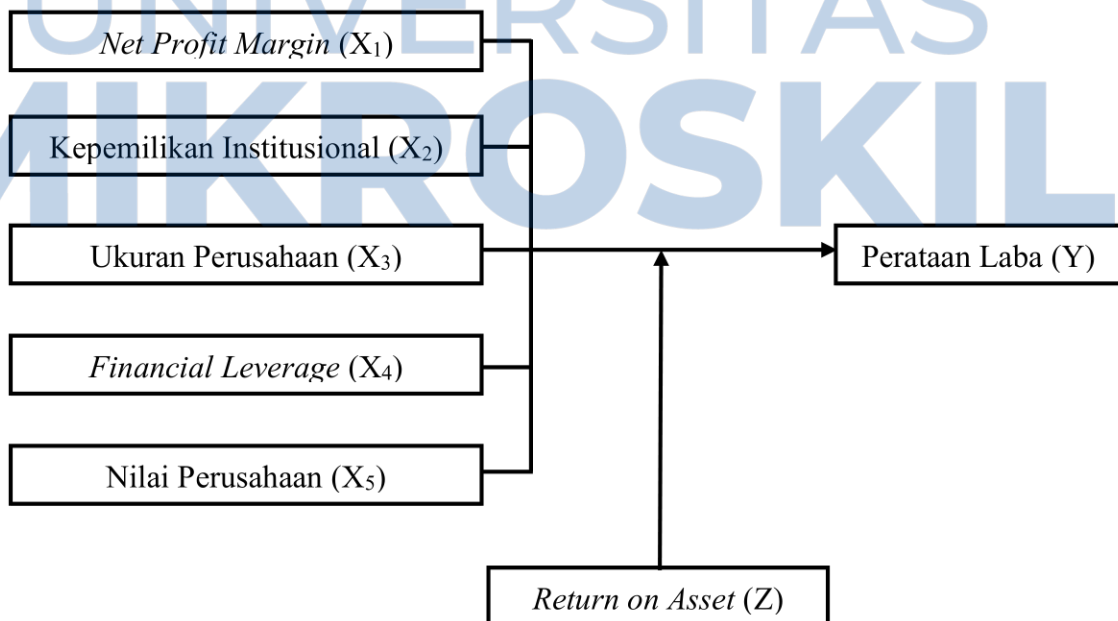 UNIVERSITAS
MIKROSKIL
Net Profit Margin (X₁)
Kepemilikan Institusional (X₂)
Ukuran Perusahaan (X₃)
Perataan Laba (Y)
Financial Leverage (X₄)
Nilai Perusahaan (X₅)
Return on Asset (Z)